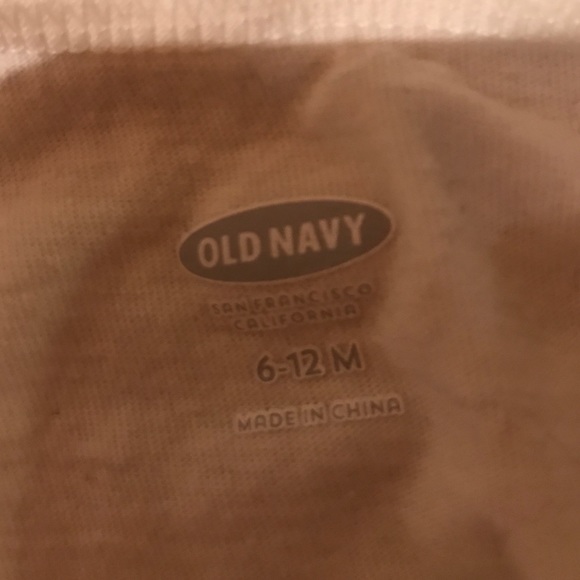 OLD NAVY
SAN FRANCISCO
CALIFORNIA
6-12 M
MADE IN CHINA